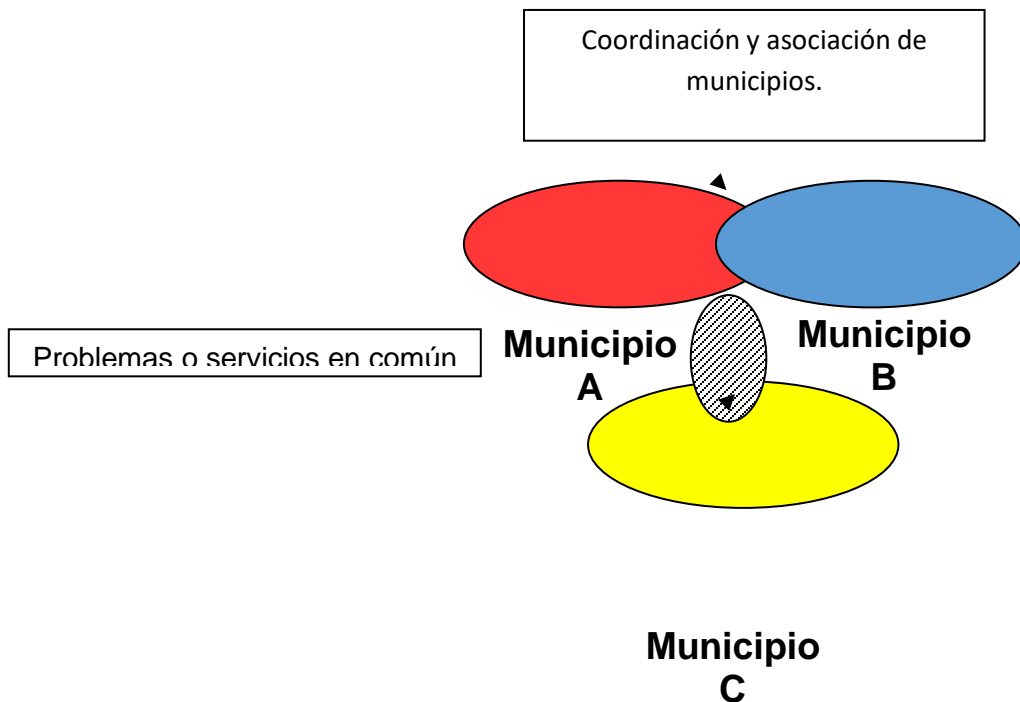 Coordinación y asociación de
municipios.
Problemas o servicios en común
Municipio
A
Municipio
B
Municipio
C